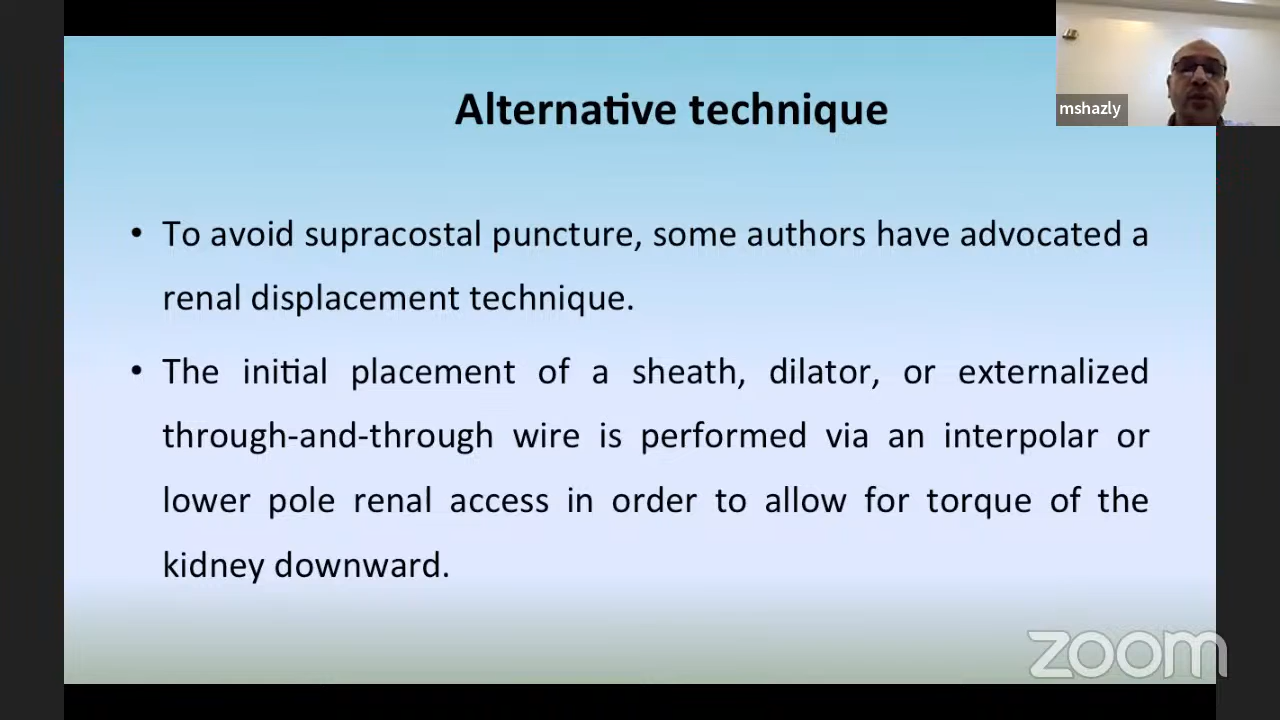 Alternative technique
mshazly
• To avoid supracostal puncture, some authors have advocated a
renal displacement technique.
• The initial placement of a sheath, dilator, or externalized
through-and-through wire is performed via an interpolar or
lower pole renal access in order to allow for torque of the
kidney downward.
zoom